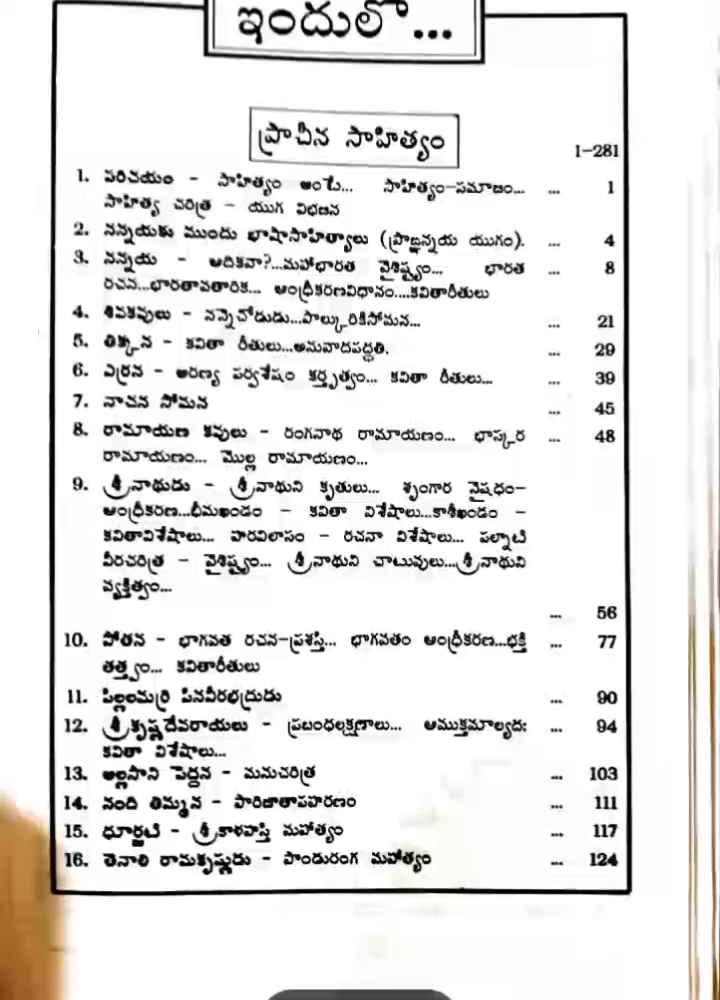 ఇందులో...
ప్రాచీన సాహిత్యం
1-281
1. పరిచయం - సాహిత్యం అంటే... సాహిత్యం-సమాజం... ... 1
సాహిత్య చరిత్ర - యుగ విభజన
2. నన్నయకు ముందు భాషాసాహిత్యాలు (ప్రాఙ్నన్నయ యుగం). ... 4
3. నన్నయ - ఆదికవా?...మహాభారత వైశిష్ట్యం... భారత ... 8
రచన...భారతావతారిక... ఆంధ్రీకరణవిధానం....కవితారీతులు
4. శివకవులు - నన్నెచోడుడు...పాల్కురికిసోమన... ... 21
5. తిక్కన - కవితా రీతులు...అనువాదపద్ధతి. ... 29
6. ఎర్రన - అరణ్య పర్వశేషం కర్తృత్వం... కవితా రీతులు... ... 39
7. నాచన సోమన ... 45
8. రామాయణ కవులు - రంగనాథ రామాయణం... భాస్కర ... 48
రామాయణం... మొల్ల రామాయణం...
9. శ్రీనాథుడు - శ్రీనాథుని కృతులు... శృంగార నైషధం-
ఆంధ్రీకరణ...భీమఖండం - కవితా విశేషాలు...కాశీఖండం -
కవితావిశేషాలు... హరవిలాసం - రచనా విశేషాలు... పల్నాటి
వీరచరిత్ర - వైశిష్ట్యం... శ్రీనాథుని చాటువులు...శ్రీనాథుని
వ్యక్తిత్వం...
... 56
10. పోతన - భాగవత రచన-ప్రశస్తి... భాగవతం ఆంధ్రీకరణ...భక్తి ... 77
తత్త్వం... కవితారీతులు
11. పిల్లలమర్రి పినవీరభద్రుడు ... 90
12. శ్రీకృష్ణదేవరాయలు - ప్రబంధలక్షణాలు... ఆముక్తమాల్యదః ... 94
కవితా విశేషాలు...
13. అల్లసాని పెద్దన - మనుచరిత్ర ... 103
14. నంది తిమ్మన - పారిజాతాపహరణం ... 111
15. ధూర్జటి - శ్రీకాళహస్తి మహాత్యం ... 117
16. తెనాలి రామకృష్ణుడు - పాండురంగ మహాత్యం ... 124